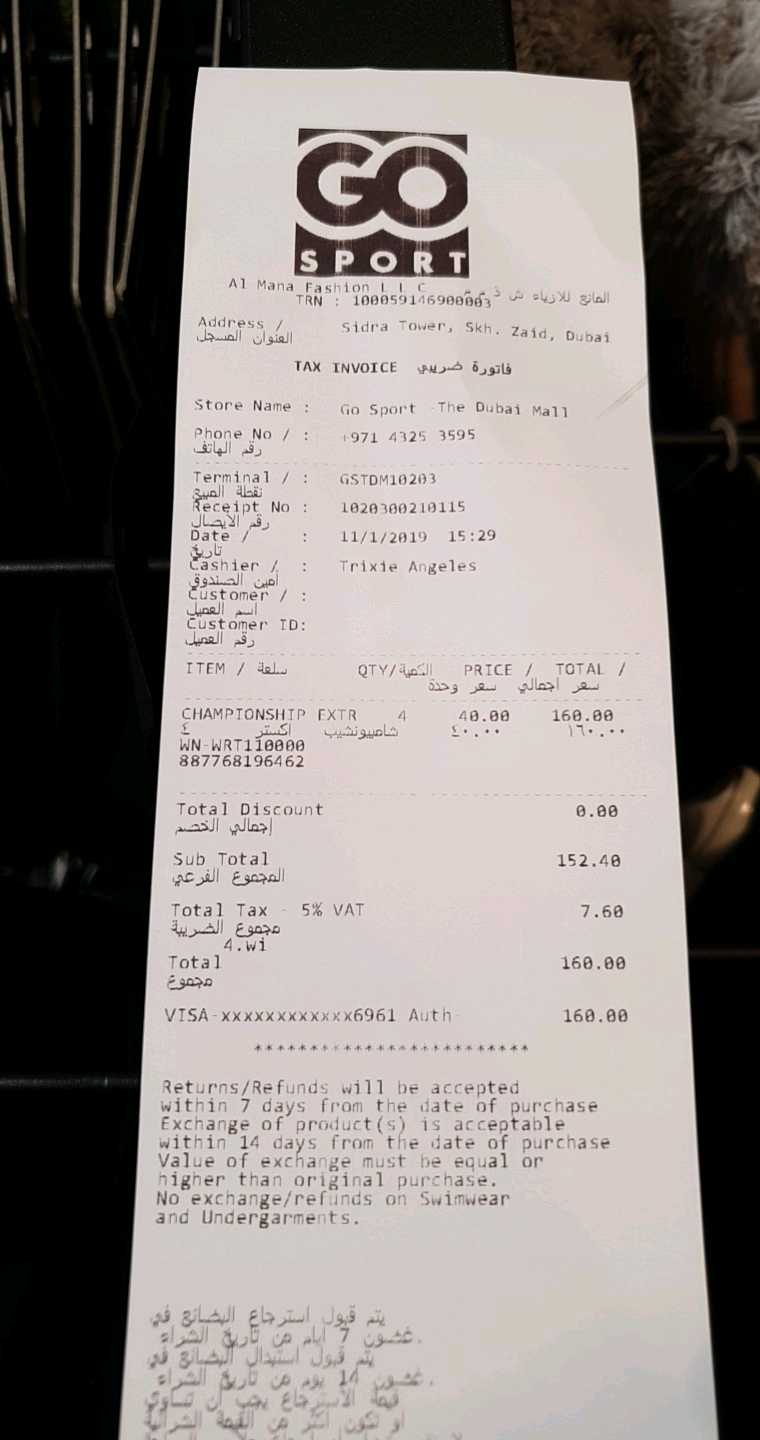 GO
SPORT
Al Mana Fashion L L C
المانع للازياء ش ذ م م
TRN : 100059146900003
Address / Sidra Tower, Skh. Zaid, Dubai
العنوان المسجل
TAX INVOICE فاتورة ضريبي
Store Name : Go Sport -The Dubai Mall
Phone No / : +971 4325 3595
رقم الهاتف
Terminal / : GSTDM10203
نقطة المبيع
Receipt No : 1020300210115
رقم الايصال
Date / : 11/1/2019 15:29
تاريخ
Cashier / : Trixie Angeles
أمين الصندوق
Customer / :
اسم العميل
Customer ID:
رقم العميل
ITEM / سلعة QTY/الكمية PRICE / TOTAL /
سعر وحدة سعر اجمالي
CHAMPIONSHIP EXTR 4 40.00 160.00
٤ شامبيونشيب اكستر ٤٠.٠٠ ١٦٠.٠٠
WN-WRT110000
887768196462
Total Discount 0.00
إجمالي الخصم
Sub Total 152.40
المجموع الفرعي
Total Tax - 5% VAT 7.60
مجموع الضريبة
4.wi
Total 160.00
مجموع
VISA-xxxxxxxxxxxx6961 Auth- 160.00
*************************
Returns/Refunds will be accepted
within 7 days from the date of purchase
Exchange of product(s) is acceptable
within 14 days from the date of purchase
Value of exchange must be equal or
higher than original purchase.
No exchange/refunds on Swimwear
and Undergarments.
يتم قبول استرجاع البضائع في
غضون 7 ايام من تاريخ الشراء.
يتم قبول استبدال البضائع في
غضون 14 يوم من تاريخ الشراء.
قيمة الاسترجاع يجب ان تساوي
او تكون اكثر من القيمة الشرائية